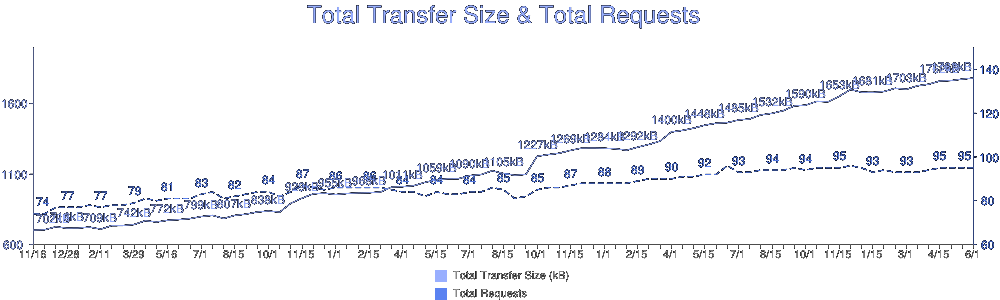 Total Transfer Size & Total Requests
140
120
100
80
60
1600
1100
600
702kB 709kB 742kB 772kB 799kB 807kB 838kB 1011kB 1059kB 1090kB 1105kB 1227kB 1269kB 1284kB 1292kB 1400kB 1448kB 1485kB 1532kB 1590kB 1653kB 1681kB 1703kB
74 77 77 79 81 83 82 84 87 86 86 84 84 84 85 85 87 88 89 90 92 93 94 94 95 93 93 95 95
11/16 12/28 2/11 3/29 5/16 7/1 8/15 10/1 11/15 1/1 2/15 4/1 5/15 7/1 8/15 10/1 11/15 1/1 2/15 4/1 5/15 7/1 8/15 10/1 11/15 1/15 3/1 4/15 6/1
Total Transfer Size (kB)
Total Requests